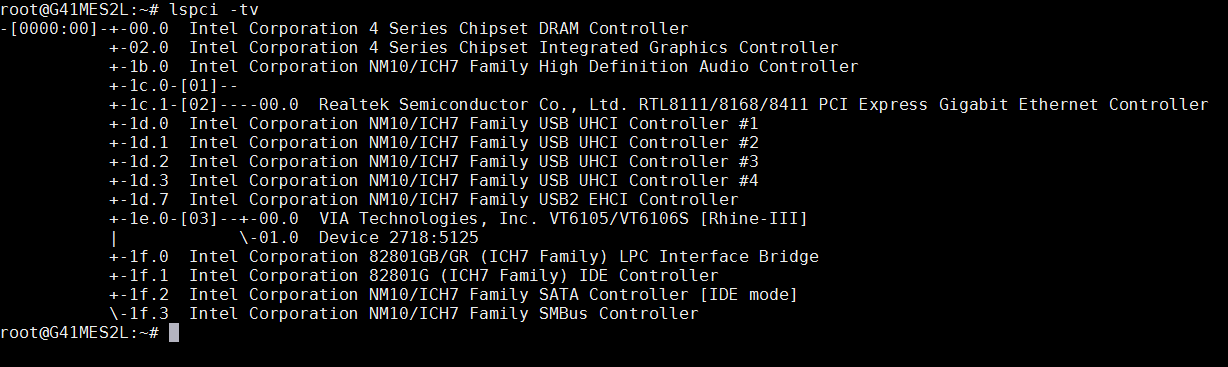 root@G41MES2L:~# lspci -tv
-[0000:00]-+-00.0  Intel Corporation 4 Series Chipset DRAM Controller
           +-02.0  Intel Corporation 4 Series Chipset Integrated Graphics Controller
           +-1b.0  Intel Corporation NM10/ICH7 Family High Definition Audio Controller
           +-1c.0-[01]--
           +-1c.1-[02]----00.0  Realtek Semiconductor Co., Ltd. RTL8111/8168/8411 PCI Express Gigabit Ethernet Controller
           +-1d.0  Intel Corporation NM10/ICH7 Family USB UHCI Controller #1
           +-1d.1  Intel Corporation NM10/ICH7 Family USB UHCI Controller #2
           +-1d.2  Intel Corporation NM10/ICH7 Family USB UHCI Controller #3
           +-1d.3  Intel Corporation NM10/ICH7 Family USB UHCI Controller #4
           +-1d.7  Intel Corporation NM10/ICH7 Family USB2 EHCI Controller
           +-1e.0-[03]--+-00.0  VIA Technologies, Inc. VT6105/VT6106S [Rhine-III]
           |            \-01.0  Device 2718:5125
           +-1f.0  Intel Corporation 82801GB/GR (ICH7 Family) LPC Interface Bridge
           +-1f.1  Intel Corporation 82801G (ICH7 Family) IDE Controller
           +-1f.2  Intel Corporation NM10/ICH7 Family SATA Controller [IDE mode]
           \-1f.3  Intel Corporation NM10/ICH7 Family SMBus Controller
root@G41MES2L:~#